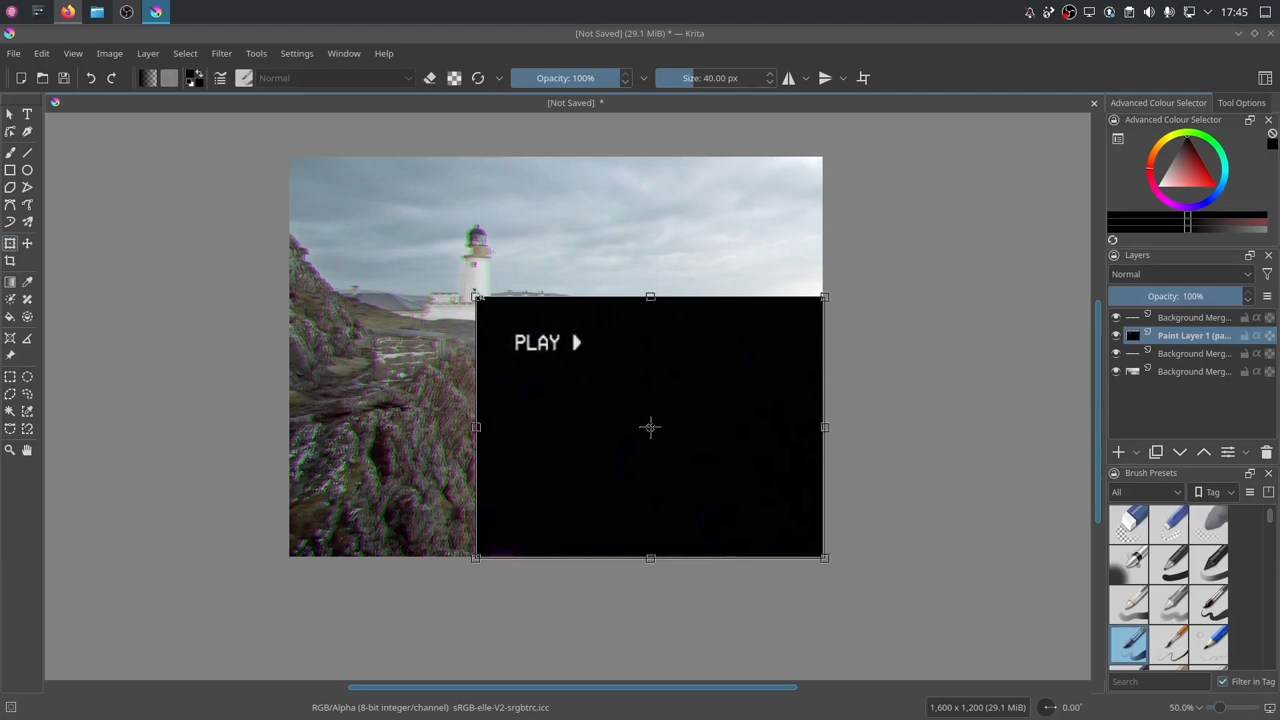 17:45
[Not Saved] (29.1 MiB) * — Krita
File Edit View Image Layer Select Filter Tools Settings Window Help
Normal
Opacity: 100%
Size: 40.00 px
[Not Saved] *
Advanced Colour Selector
Tool Options
Advanced Colour Selector
PLAY
Layers
Normal
Opacity: 100%
Background Merg...
Paint Layer 1 (pa...
Background Merg...
Background Merg...
Brush Presets
All
Tag
Search
Filter in Tag
RGB/Alpha (8-bit integer/channel) sRGB-elle-V2-srgbtrc.icc
1,600 x 1,200 (29.1 MiB)
0.00°
50.0%